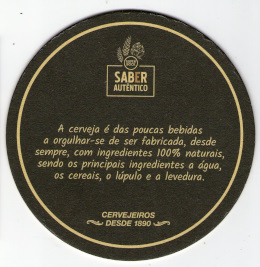 SABER
AUTÊNTICO
A cerveja é das poucas bebidas
a orgulhar-se de ser fabricada, desde
sempre, com ingredientes 100% naturais,
sendo os principais ingredientes a água,
os cereais, o lúpulo e a levedura.
CERVEJEIROS
DESDE 1890